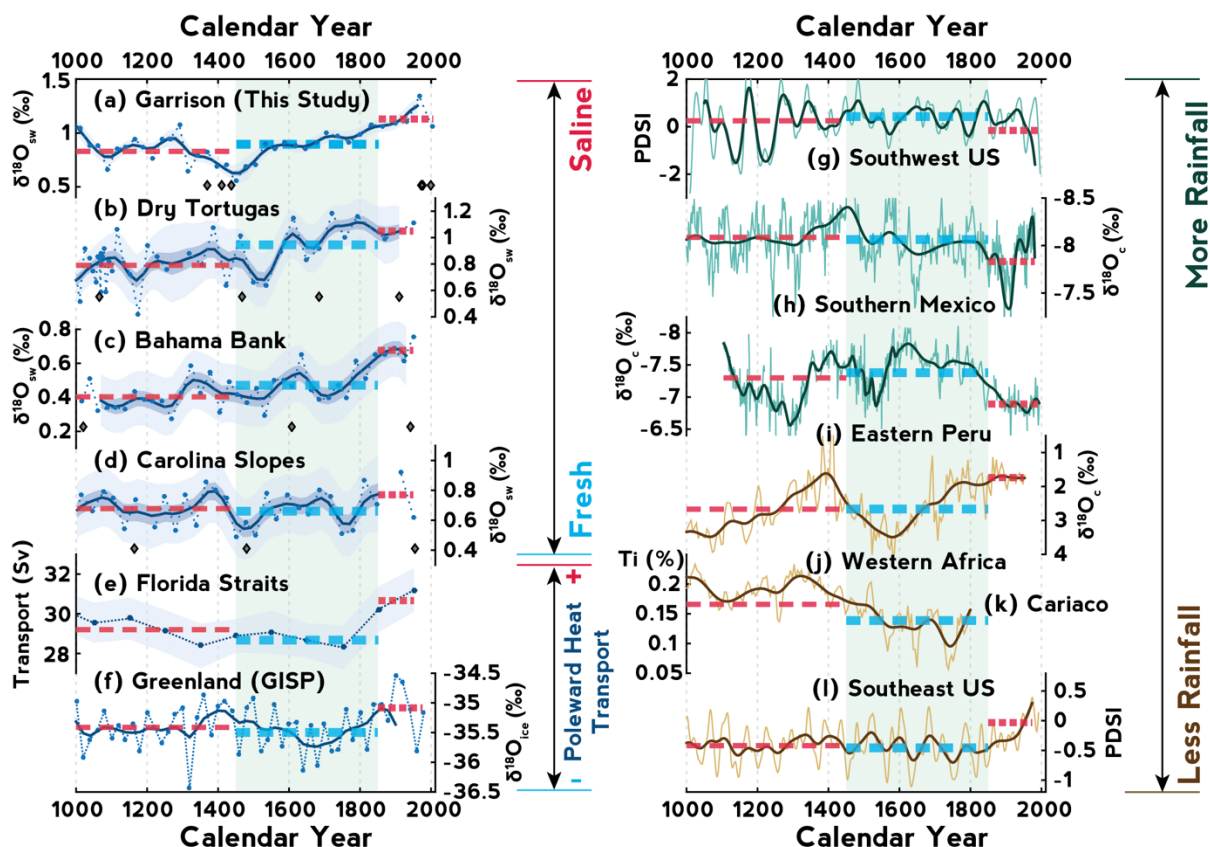 Calendar Year
1000 1200 1400 1600 1800 2000
1.5
1
0.5
δ18Osw (‰)
(a) Garrison (This Study)
(b) Dry Tortugas
1.2
1
0.8
0.6
0.4
δ18Osw (‰)
(c) Bahama Bank
0.8
0.6
0.4
0.2
δ18Osw (‰)
(d) Carolina Slopes
1
0.8
0.6
0.4
δ18Osw (‰)
(e) Florida Straits
32
30
28
Transport (Sv)
(f) Greenland (GISP)
-34.5
-35
-35.5
-36
-36.5
δ18Oice (‰)
1000 1200 1400 1600 1800 2000
Calendar Year
Saline
Fresh
- Poleward Heat +
Transport
Calendar Year
1000 1200 1400 1600 1800 2000
2
0
-2
PDSI
(g) Southwest US
-8.5
-8
-7.5
δ18Oc (‰)
(h) Southern Mexico
-8
-7.5
-7
-6.5
δ18Oc (‰)
(i) Eastern Peru
1
2
3
4
δ18Oc (‰)
(j) Western Africa
Ti (%)
0.2
0.15
0.1
0.05
(k) Cariaco
(l) Southeast US
0.5
0
-0.5
-1
PDSI
1000 1200 1400 1600 1800 2000
Calendar Year
More Rainfall
Less Rainfall